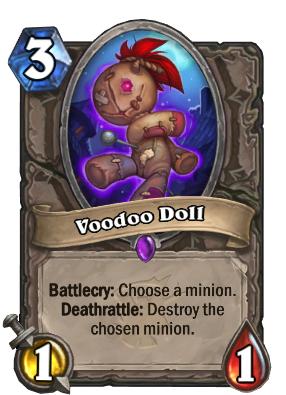 3
Voodoo Doll
Battlecry: Choose a minion.
Deathrattle: Destroy the
chosen minion.
1 1